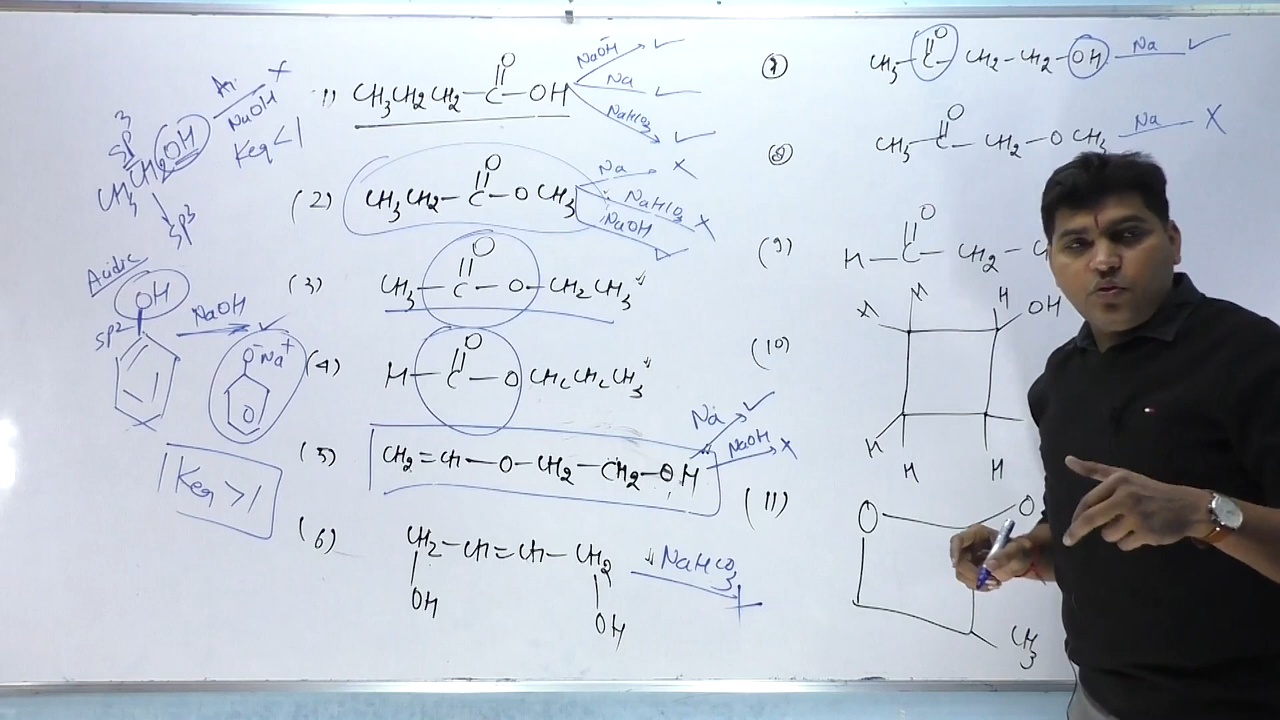 SP³
CH₃CH₂OH
NaOH
Keq < 1
SP³
Acidic
OH
SP²
NaOH ✓
O⁻Na⁺
Keq > 1
1) CH₃CH₂CH₂-C-OH
O
NaOH ✓
Na ✓
NaHCO₃ ✓
(2) CH₃CH₂-C-OCH₃
O
Na X
NaHCO₃ X
NaOH
(3) CH₃-C-O-CH₂CH₃
O
(4) H-C-O CH₂CH₂CH₃
O
(5) CH₂=CH-O-CH₂-CH₂-OH
Na ✓
NaOH X
(6) CH₂-CH=CH-CH₂
OH
OH
NaHCO₃
7 CH₃-C-CH₂-CH₂-OH Na ✓
O
8 CH₃-C-CH₂-O CH₃ Na X
O
(9) H-C-CH₂-
O
(10)
H
H
H
OH
H
H
H
(11)
O
O
CH₃